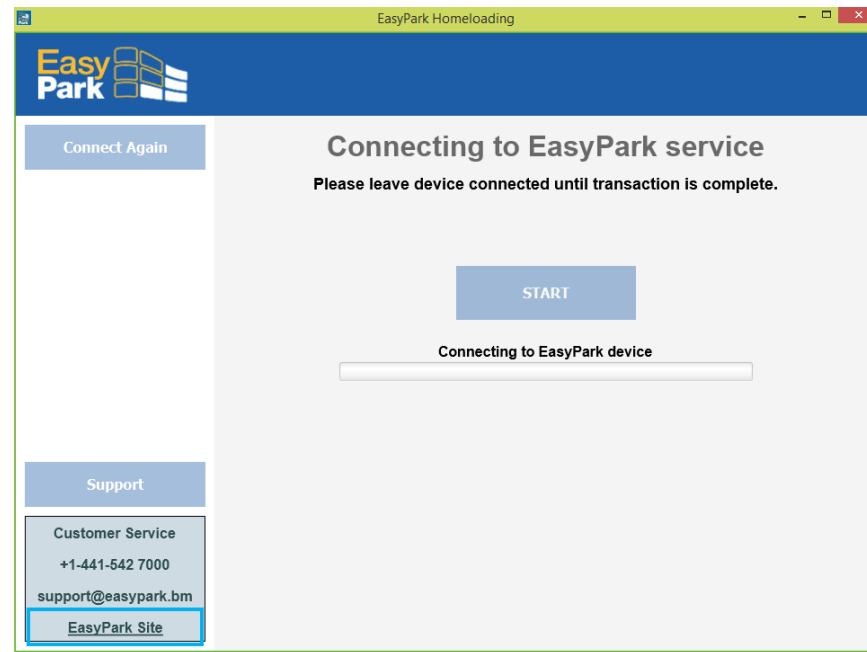 EasyPark Homeloading
Easy
Park
Connect Again
Connecting to EasyPark service
Please leave device connected until transaction is complete.
START
Connecting to EasyPark device
Support
Customer Service
+1-441-542 7000
support@easypark.bm
EasyPark Site